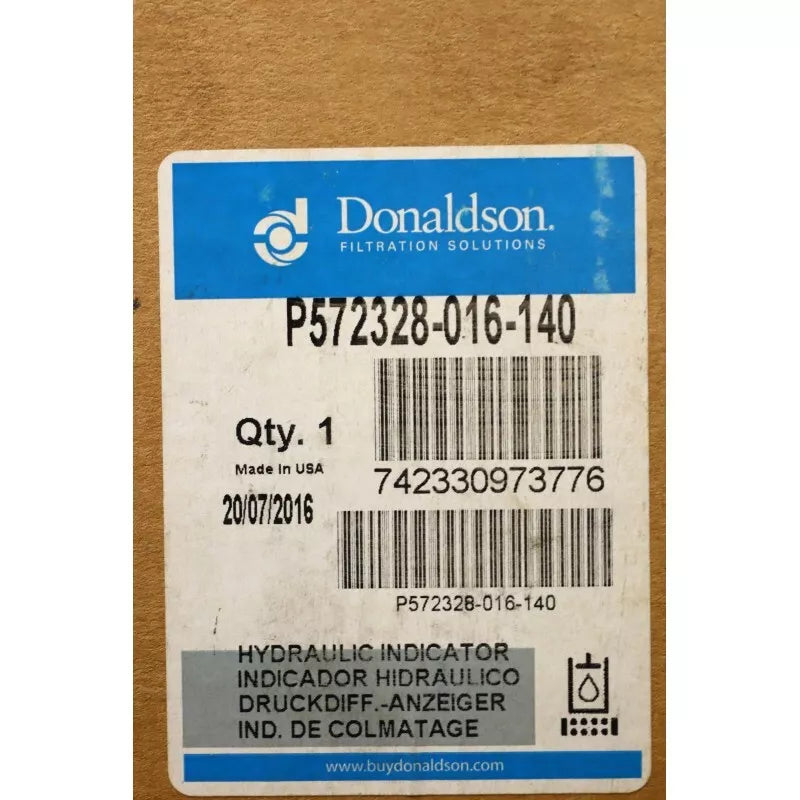 Donaldson.
FILTRATION SOLUTIONS
P572328-016-140
Qty. 1
Made in USA
742330973776
20/07/2016
P572328-016-140
HYDRAULIC INDICATOR
INDICADOR HIDRAULICO
DRUCKDIFF.-ANZEIGER
IND. DE COLMATAGE
www.buydonaldson.com